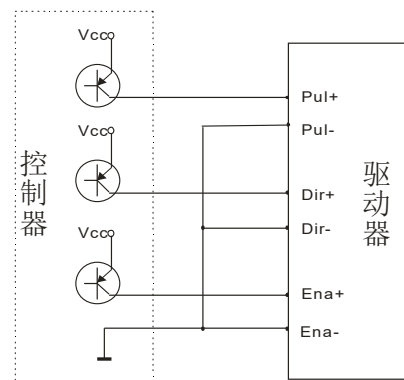 Vcc
Pul+
Pul-
Vcc
控制器
驱动器
Dir+
Dir-
Vcc
Ena+
Ena-